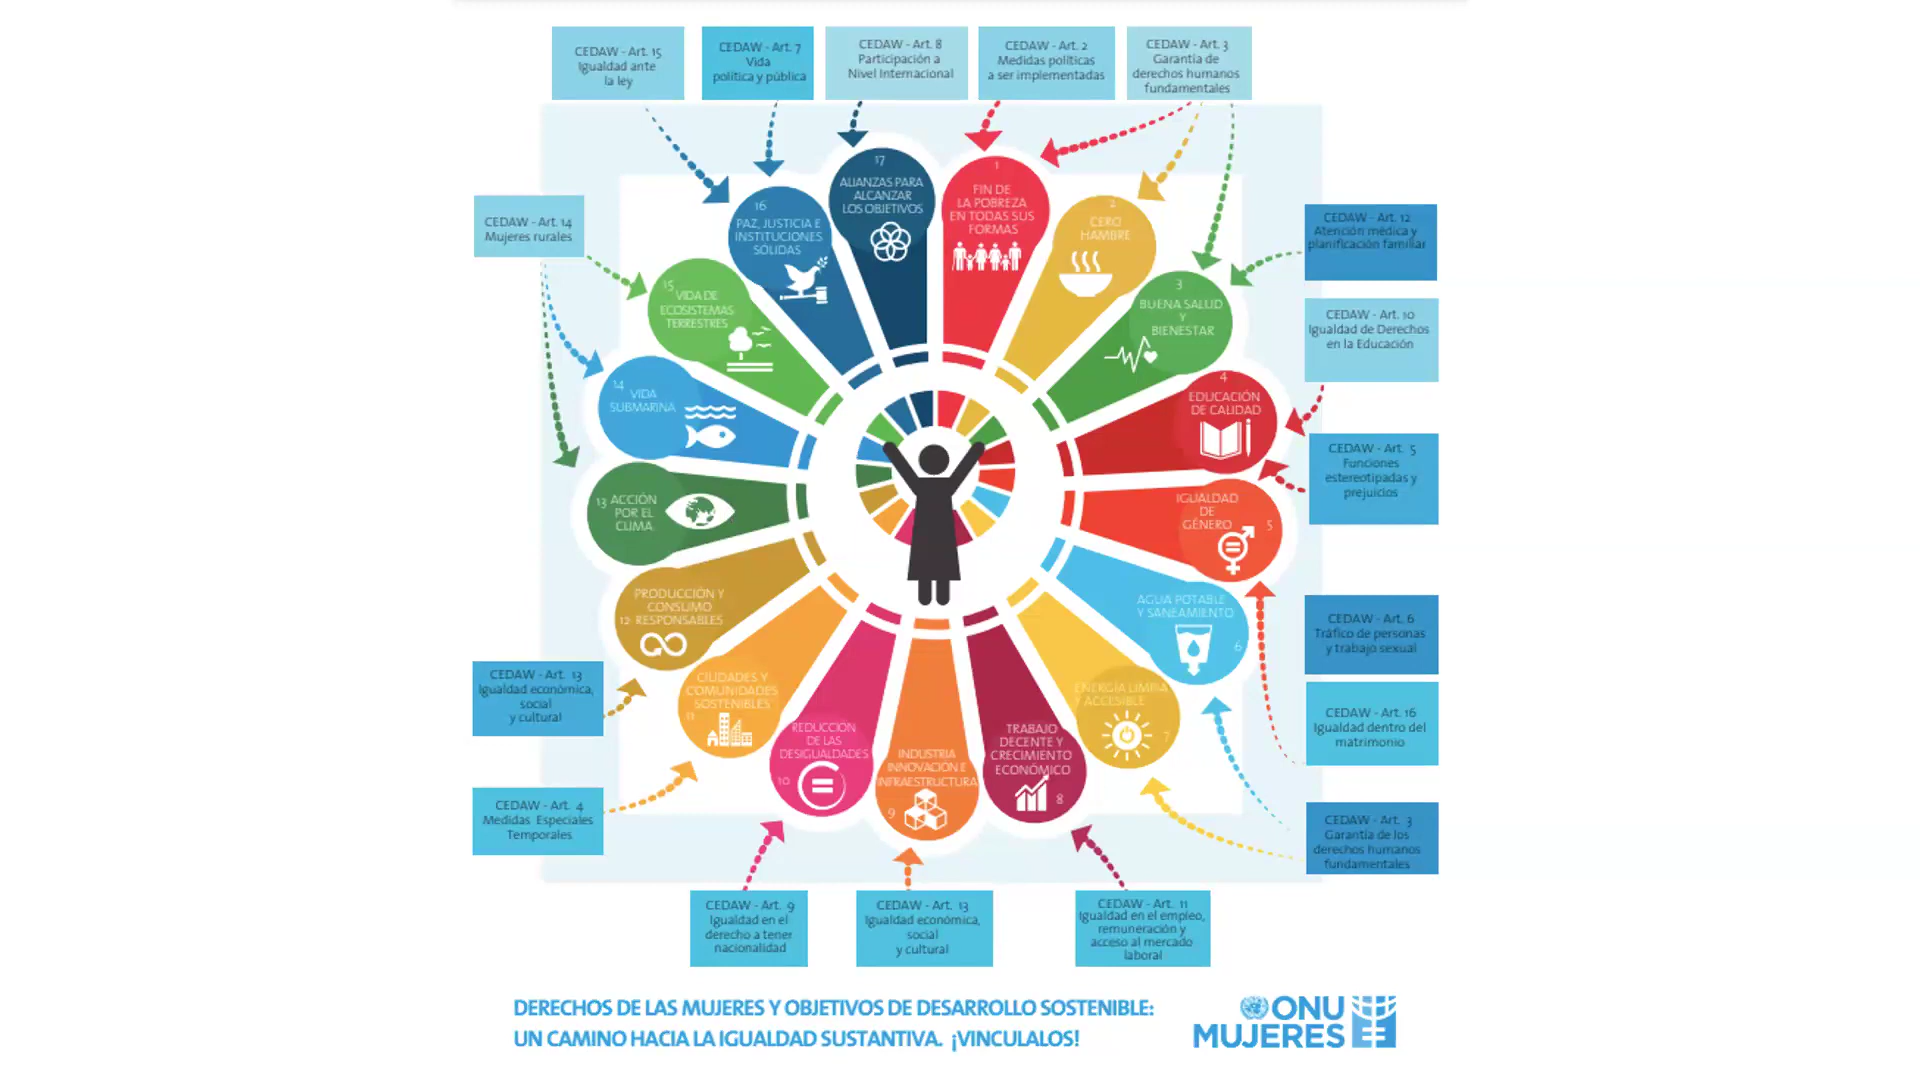 CEDAW - Art. 15
Igualdad ante
la ley
CEDAW - Art. 7
Vida
política y pública
CEDAW - Art. 8
Participación a
Nivel Internacional
CEDAW - Art. 2
Medidas políticas
a ser implementadas
CEDAW - Art. 3
Garantía de
derechos humanos
fundamentales
CEDAW - Art. 14
Mujeres rurales
CEDAW - Art. 12
Atención médica y
planificación familiar
CEDAW - Art. 10
Igualdad de Derechos
en la Educación
CEDAW - Art. 5
Funciones
estereotipadas y
prejuicios
CEDAW - Art. 6
Tráfico de personas
y trabajo sexual
CEDAW - Art. 16
Igualdad dentro del
matrimonio
CEDAW - Art. 3
Garantía de los
derechos humanos
fundamentales
1
FIN DE
LA POBREZA
EN TODAS SUS
FORMAS
2
CERO
HAMBRE
3
BUENA SALUD
Y
BIENESTAR
4
EDUCACIÓN
DE CALIDAD
IGUALDAD
DE
GÉNERO 5
AGUA POTABLE
Y SANEAMIENTO
6
ENERGÍA LIMPIA
Y ACCESIBLE
7
TRABAJO
DECENTE Y
CRECIMIENTO
ECONÓMICO
8
INDUSTRIA
INNOVACIÓN E
INFRAESTRUCTURA
9
REDUCCIÓN
DE LAS
DESIGUALDADES
10
CIUDADES Y
COMUNIDADES
SOSTENIBLES
11
PRODUCCIÓN Y
CONSUMO
12 RESPONSABLES
13 ACCIÓN
POR EL
CLIMA
14
VIDA
SUBMARINA
15
VIDA DE
ECOSISTEMAS
TERRESTRES
16
PAZ, JUSTICIA E
INSTITUCIONES
SÓLIDAS
17
ALIANZAS PARA
ALCANZAR
LOS OBJETIVOS
CEDAW - Art. 13
Igualdad económica,
social
y cultural
CEDAW - Art. 4
Medidas Especiales
Temporales
CEDAW - Art. 9
Igualdad en el
derecho a tener
nacionalidad
CEDAW - Art. 13
Igualdad económica,
social
y cultural
CEDAW - Art. 11
Igualdad en el empleo,
remuneración y
acceso al mercado
laboral
DERECHOS DE LAS MUJERES Y OBJETIVOS DE DESARROLLO SOSTENIBLE:
UN CAMINO HACIA LA IGUALDAD SUSTANTIVA. ¡VINCULALOS!
ONU
MUJERES